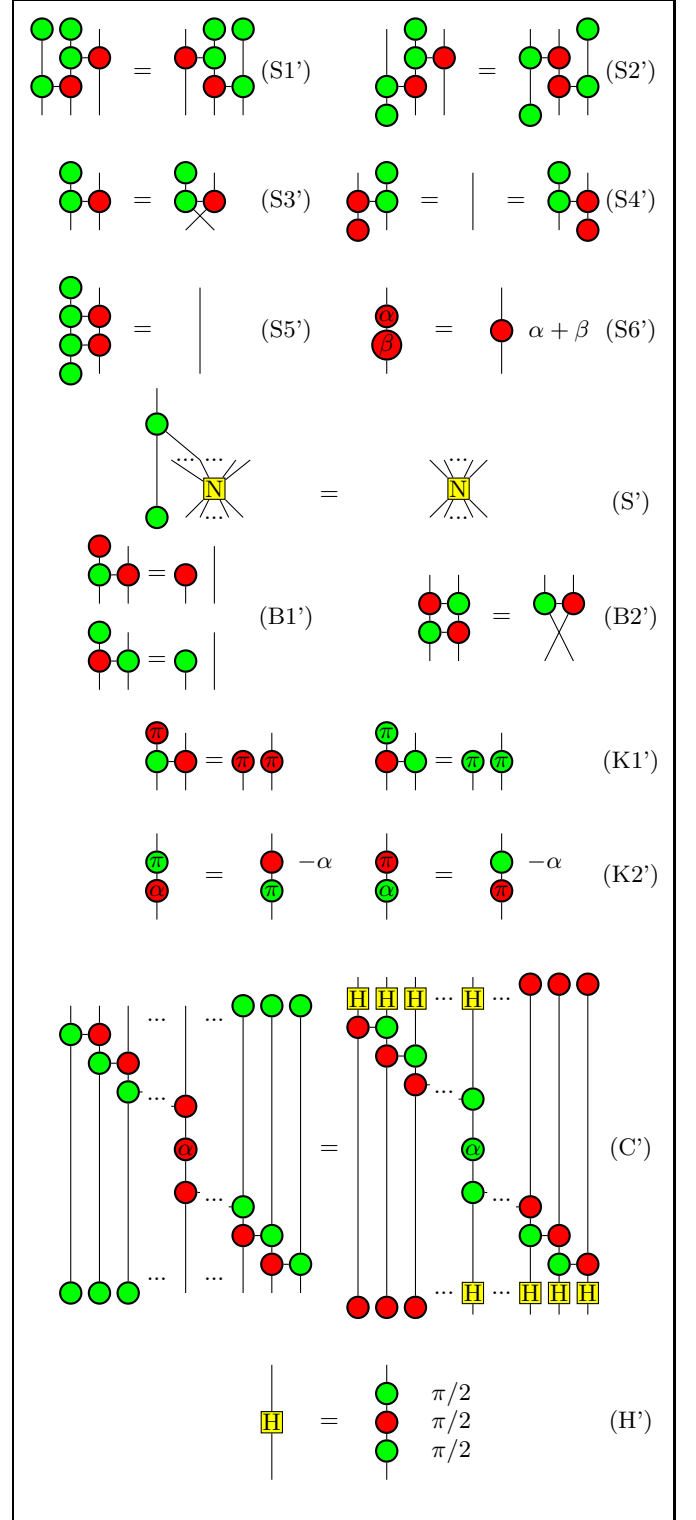 = (S1') = (S2')
= (S3') = = (S4')
= (S5') α β = α + β (S6')
... ... N ... = ... N ... (S')
= (B1') = (B2')
=
π = π π π = π π (K1')
π α = −α π π α = −α π (K2')
H H H ... H ...
... ... ... ...
α = α (C')
... ...
... ... ... H ... H H H
H = π/2 π/2 π/2 (H')